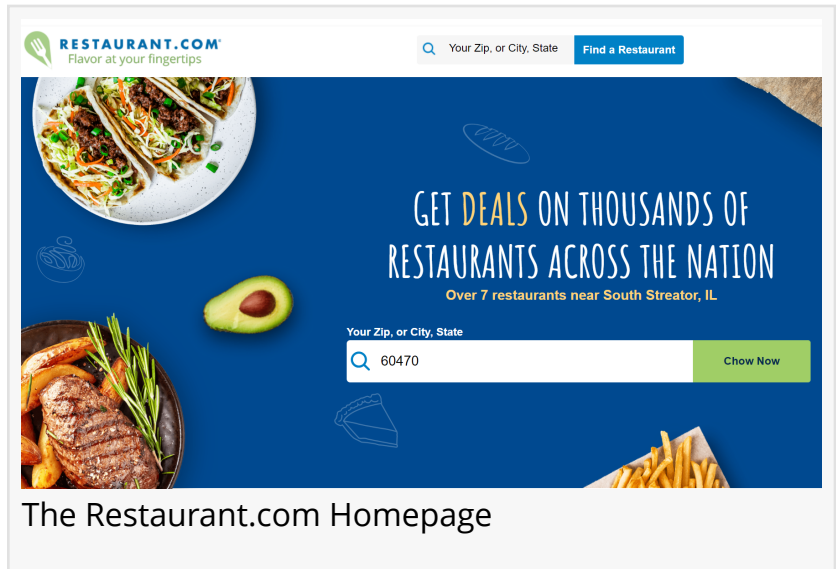 RESTAURANT.COM®
Flavor at your fingertips
Your Zip, or City, State
Find a Restaurant
GET DEALS ON THOUSANDS OF
RESTAURANTS ACROSS THE NATION
Over 7 restaurants near South Streator, IL
Your Zip, or City, State
60470
Chow Now
The Restaurant.com Homepage